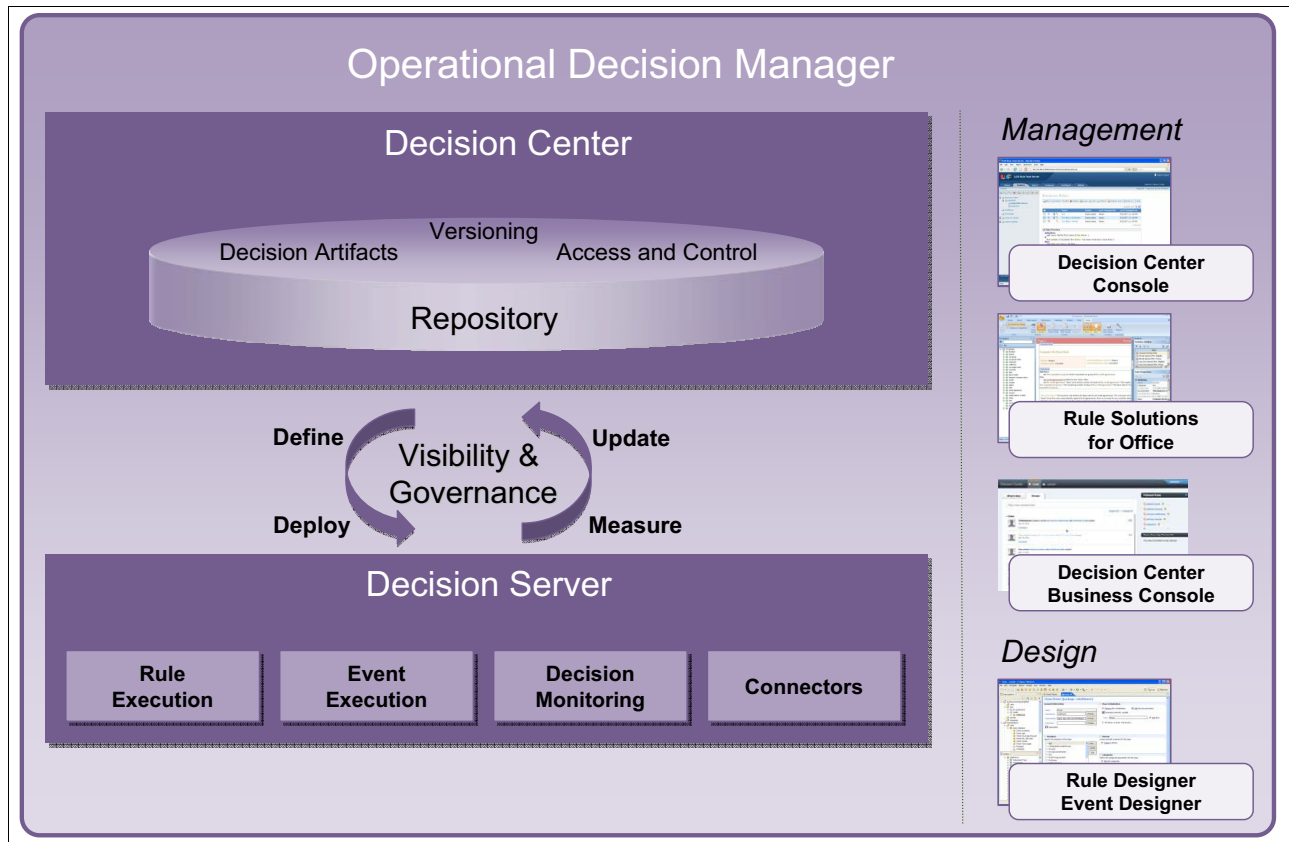 Operational Decision Manager
Decision Center
Versioning
Decision Artifacts
Access and Control
Repository
Define
Update
Visibility &
Governance
Deploy
Measure
Decision Server
Rule
Execution
Event
Execution
Decision
Monitoring
Connectors
Management
Decision Center
Console
Rule Solutions
for Office
Decision Center
Business Console
Design
Rule Designer
Event Designer